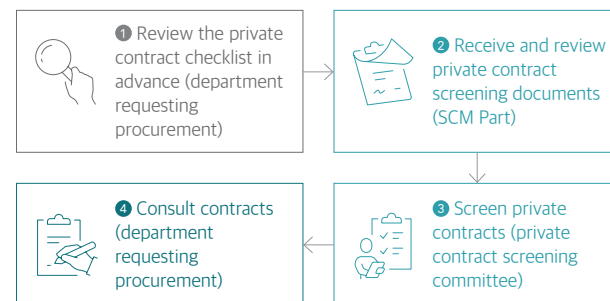 ❶ Review the private
contract checklist in
advance (department
requesting
procurement)
❷ Receive and review
private contract
screening documents
(SCM Part)
❸ Screen private
contracts (private
contract screening
committee)
❹ Consult contracts
(department
requesting
procurement)